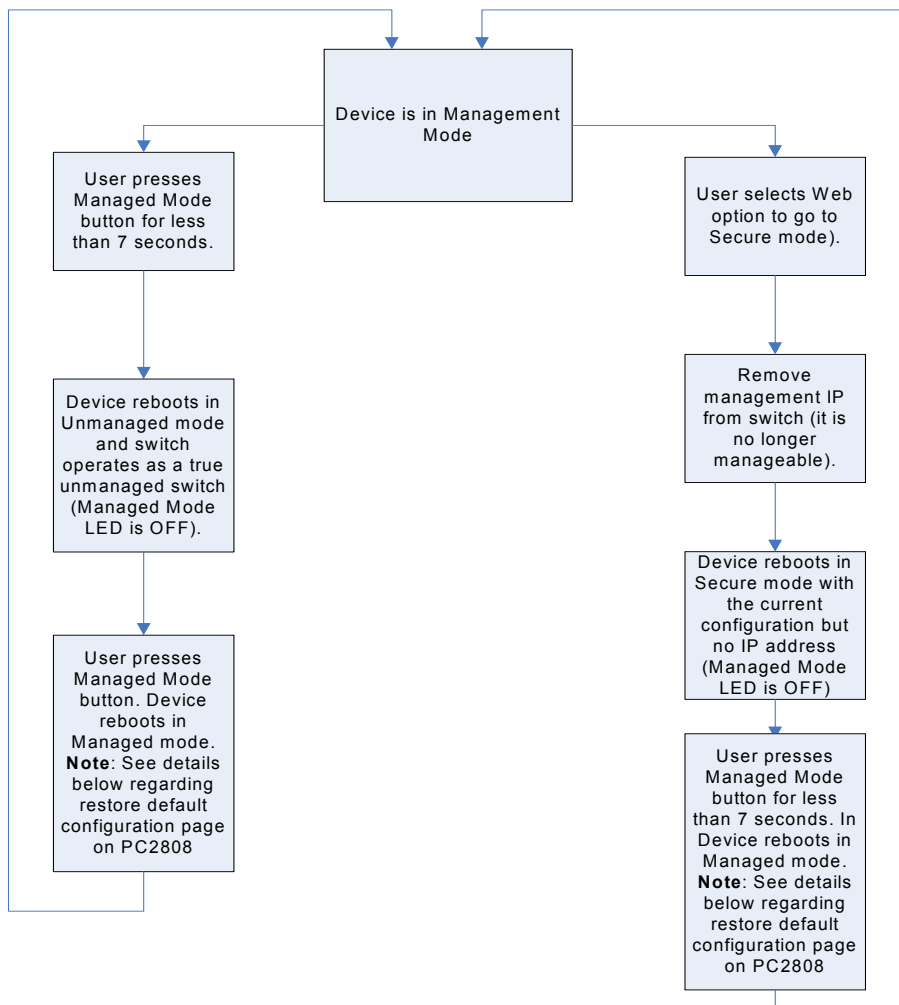 Device is in Management
Mode
User presses
Managed Mode
button for less
than 7 seconds.
Device reboots in
Unmanaged mode
and switch
operates as a true
unmanaged switch
(Managed Mode
LED is OFF).
User presses
Managed Mode
button. Device
reboots in
Managed mode.
Note: See details
below regarding
restore default
configuration page
on PC2808
User selects Web
option to go to
Secure mode).
Remove
management IP
from switch (it is
no longer
manageable).
Device reboots in
Secure mode with
the current
configuration but
no IP address
(Managed Mode
LED is OFF)
User presses
Managed Mode
button for less
than 7 seconds. In
Device reboots in
Managed mode.
Note: See details
below regarding
restore default
configuration page
on PC2808